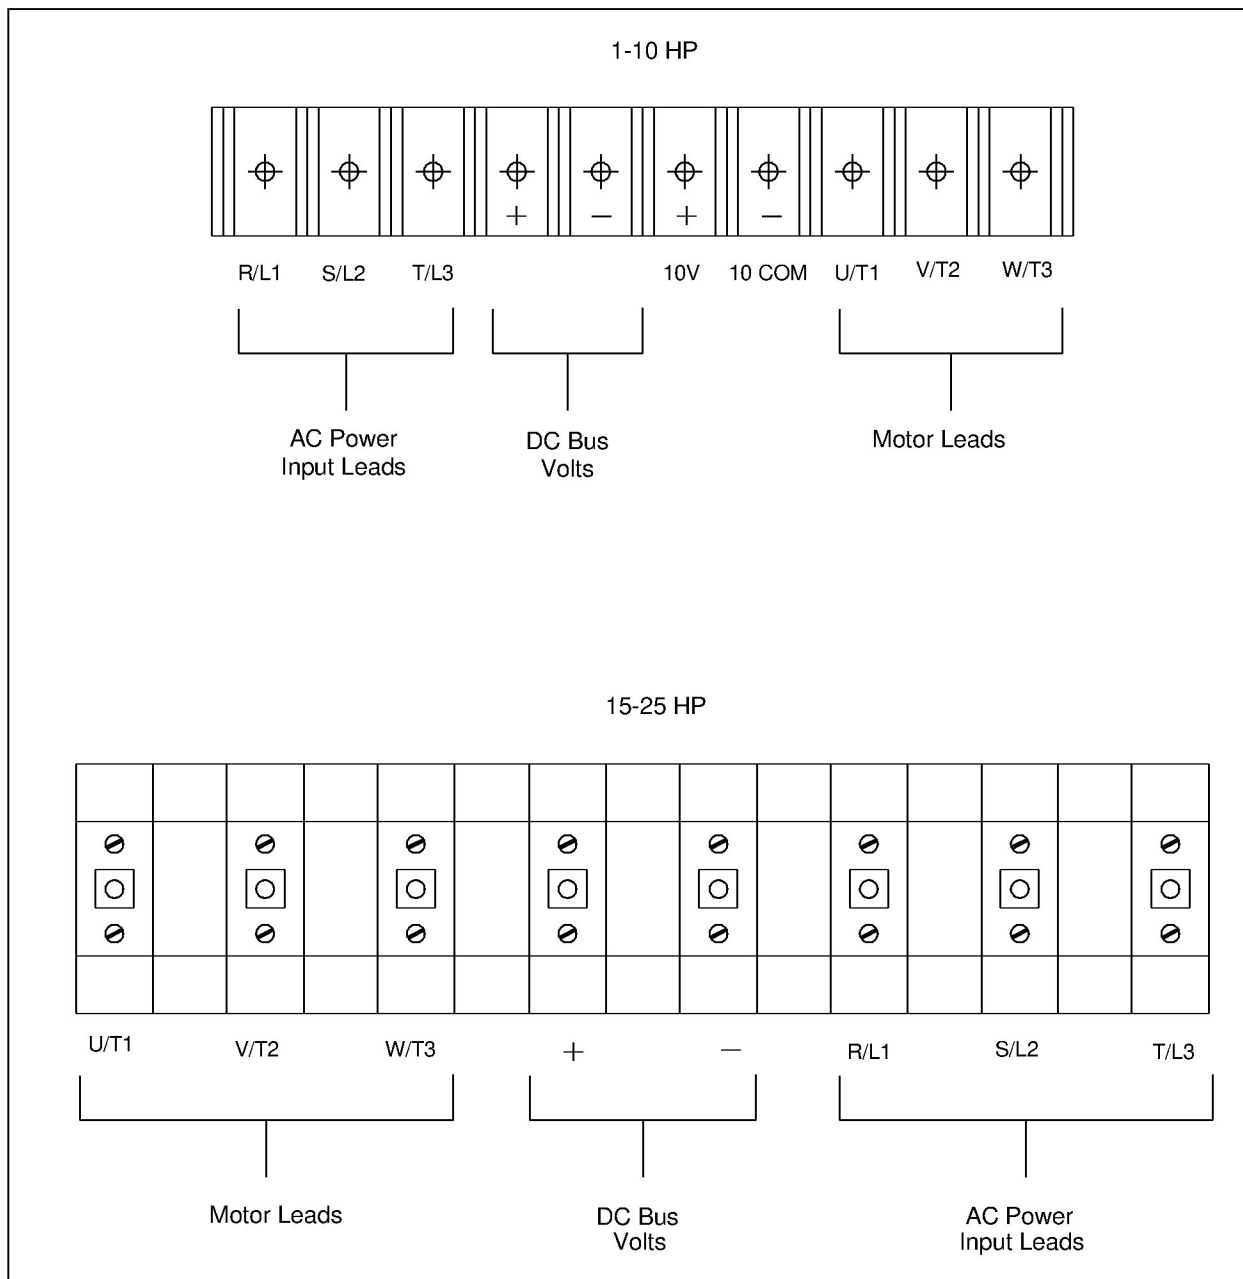 1-10 HP
+ − + −
R/L1 S/L2 T/L3 10V 10 COM U/T1 V/T2 W/T3
AC Power
Input Leads
DC Bus
Volts
Motor Leads
15-25 HP
U/T1 V/T2 W/T3 + − R/L1 S/L2 T/L3
Motor Leads
DC Bus
Volts
AC Power
Input Leads